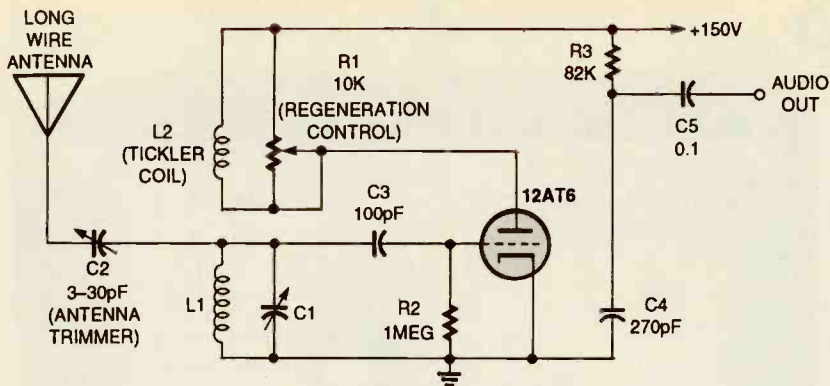 LONG
WIRE
ANTENNA
+150V
R1
10K
(REGENERATION
CONTROL)
R3
82K
AUDIO
OUT
C5
0.1
L2
(TICKLER
COIL)
C3
100pF
12AT6
C2
3–30pF
(ANTENNA
TRIMMER)
L1
C1
R2
1MEG
C4
270pF